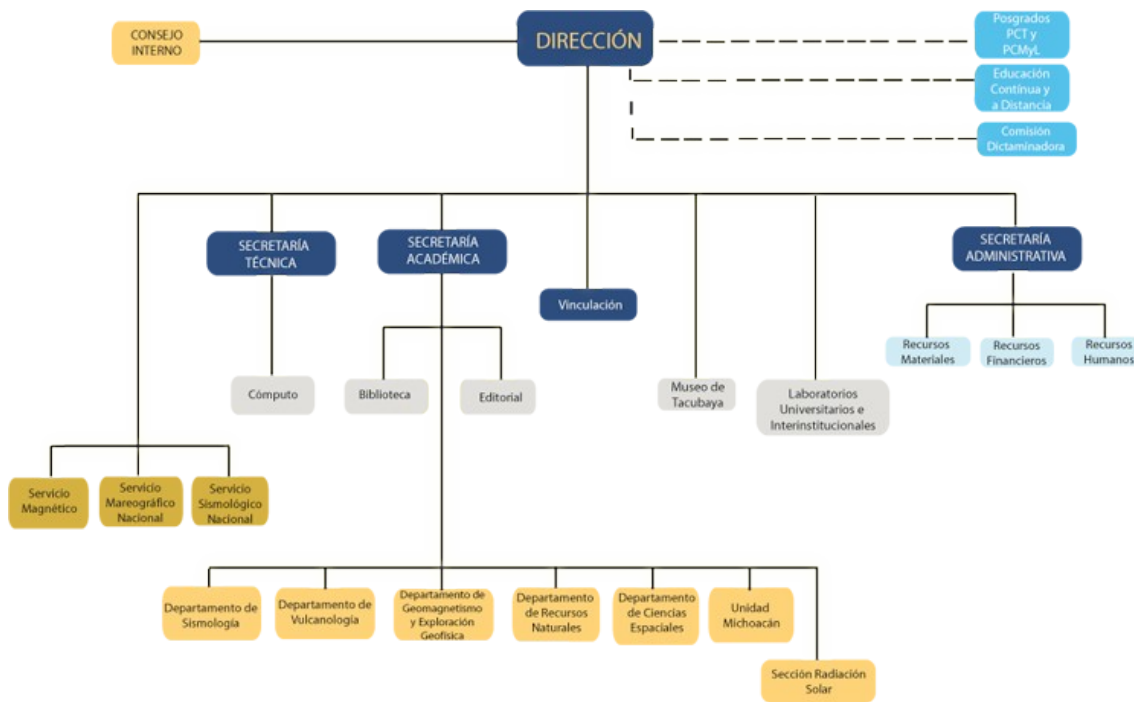 CONSEJO
INTERNO
DIRECCIÓN
Posgrados
PCT y
PCMyL
Educación
Contínua y
a Distancia
Comisión
Dictaminadora
SECRETARÍA
TÉCNICA
SECRETARÍA
ACADÉMICA
SECRETARÍA
ADMINISTRATIVA
Vinculación
Recursos
Materiales
Recursos
Financieros
Recursos
Humanos
Cómputo
Biblioteca
Editorial
Museo de
Tacubaya
Laboratorios
Universitarios e
Interinstitucionales
Servicio
Magnético
Servicio
Mareográfico
Nacional
Servicio
Sismológico
Nacional
Departamento de
Sismología
Departamento de
Vulcanología
Departamento de
Geomagnetismo
y Exploración
Geofísica
Departamento
de Recursos
Naturales
Departamento
de Ciencias
Espaciales
Unidad
Michoacán
Sección Radiación
Solar